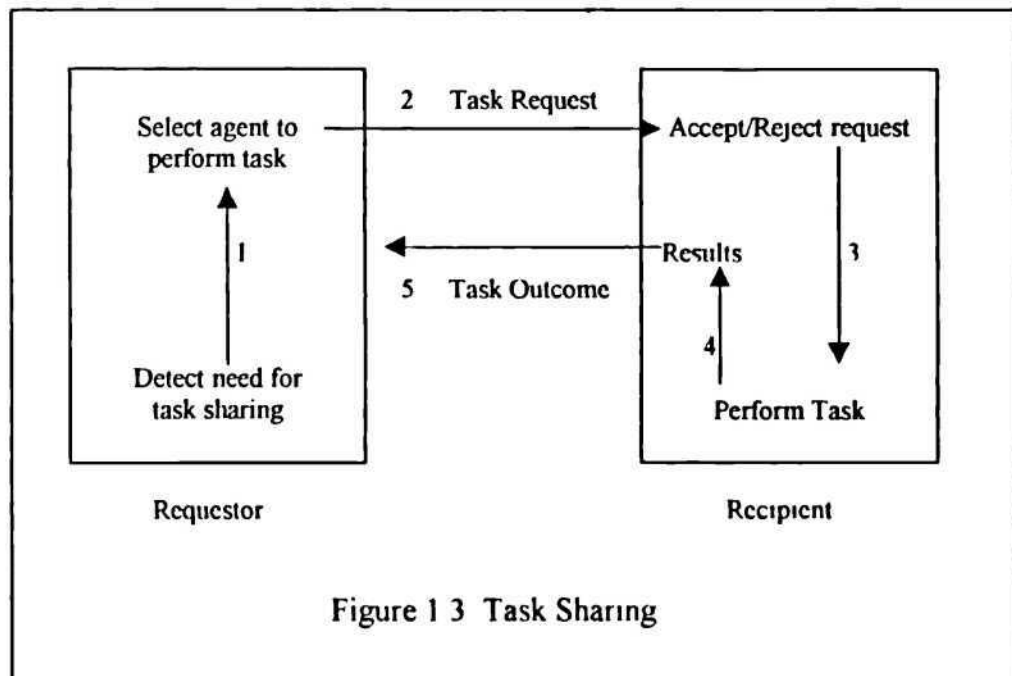 2 Task Request
Select agent to
perform task
Accept/Reject request
1
Results
3
5 Task Outcome
4
Detect need for
task sharing
Perform Task
Requestor
Recipient
Figure 1 3 Task Sharing